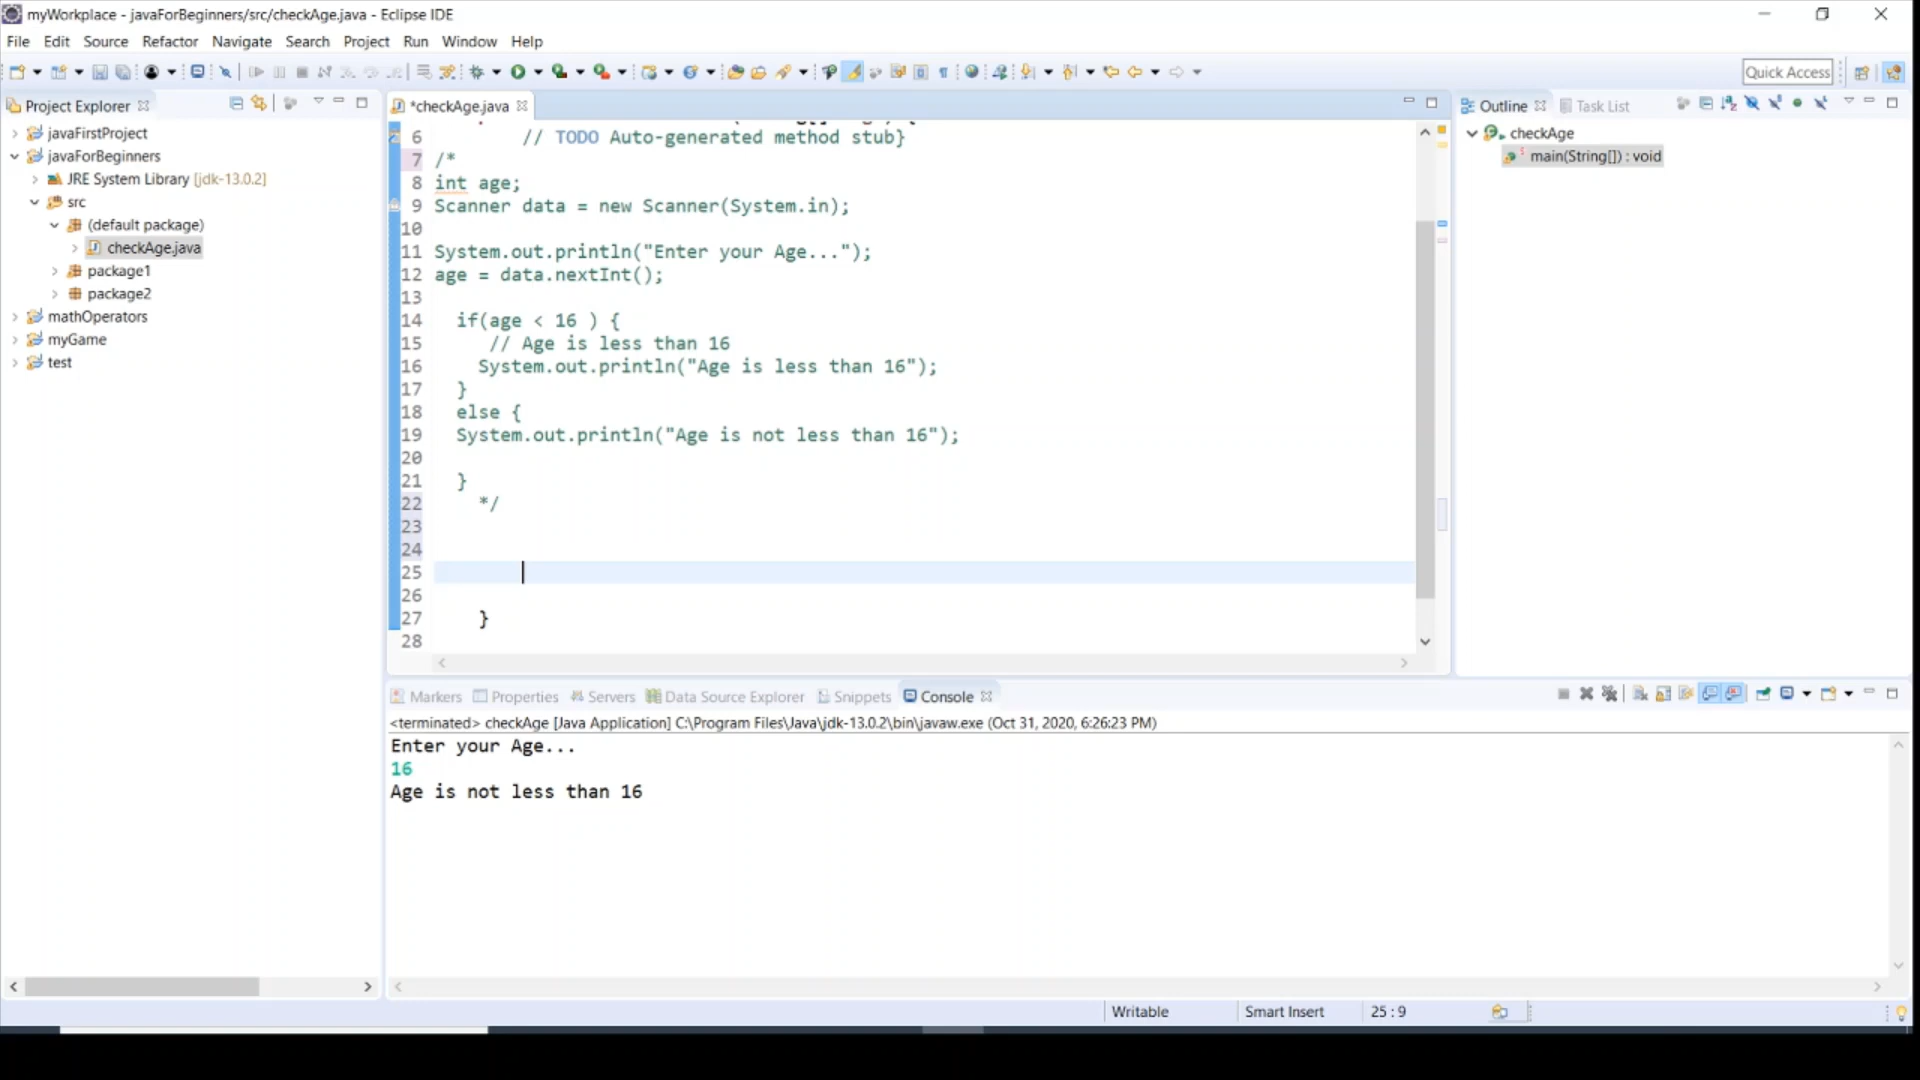 myWorkplace - javaForBeginners/src/checkAge.java - Eclipse IDE
File Edit Source Refactor Navigate Search Project Run Window Help
Quick Access
Project Explorer
javaFirstProject
javaForBeginners
JRE System Library [jdk-13.0.2]
src
(default package)
checkAge.java
package1
package2
mathOperators
myGame
test
*checkAge.java
6 // TODO Auto-generated method stub}
7 /*
8 int age;
9 Scanner data = new Scanner(System.in);
10
11 System.out.println("Enter your Age...");
12 age = data.nextInt();
13
14 if(age < 16 ) {
15 // Age is less than 16
16 System.out.println("Age is less than 16");
17 }
18 else {
19 System.out.println("Age is not less than 16");
20
21 }
22 */
23
24
25
26
27 }
28
Outline Task List
checkAge
main(String[]) : void
Markers Properties Servers Data Source Explorer Snippets Console
<terminated> checkAge [Java Application] C:\Program Files\Java\jdk-13.0.2\bin\javaw.exe (Oct 31, 2020, 6:26:23 PM)
Enter your Age...
16
Age is not less than 16
Writable Smart Insert 25 : 9